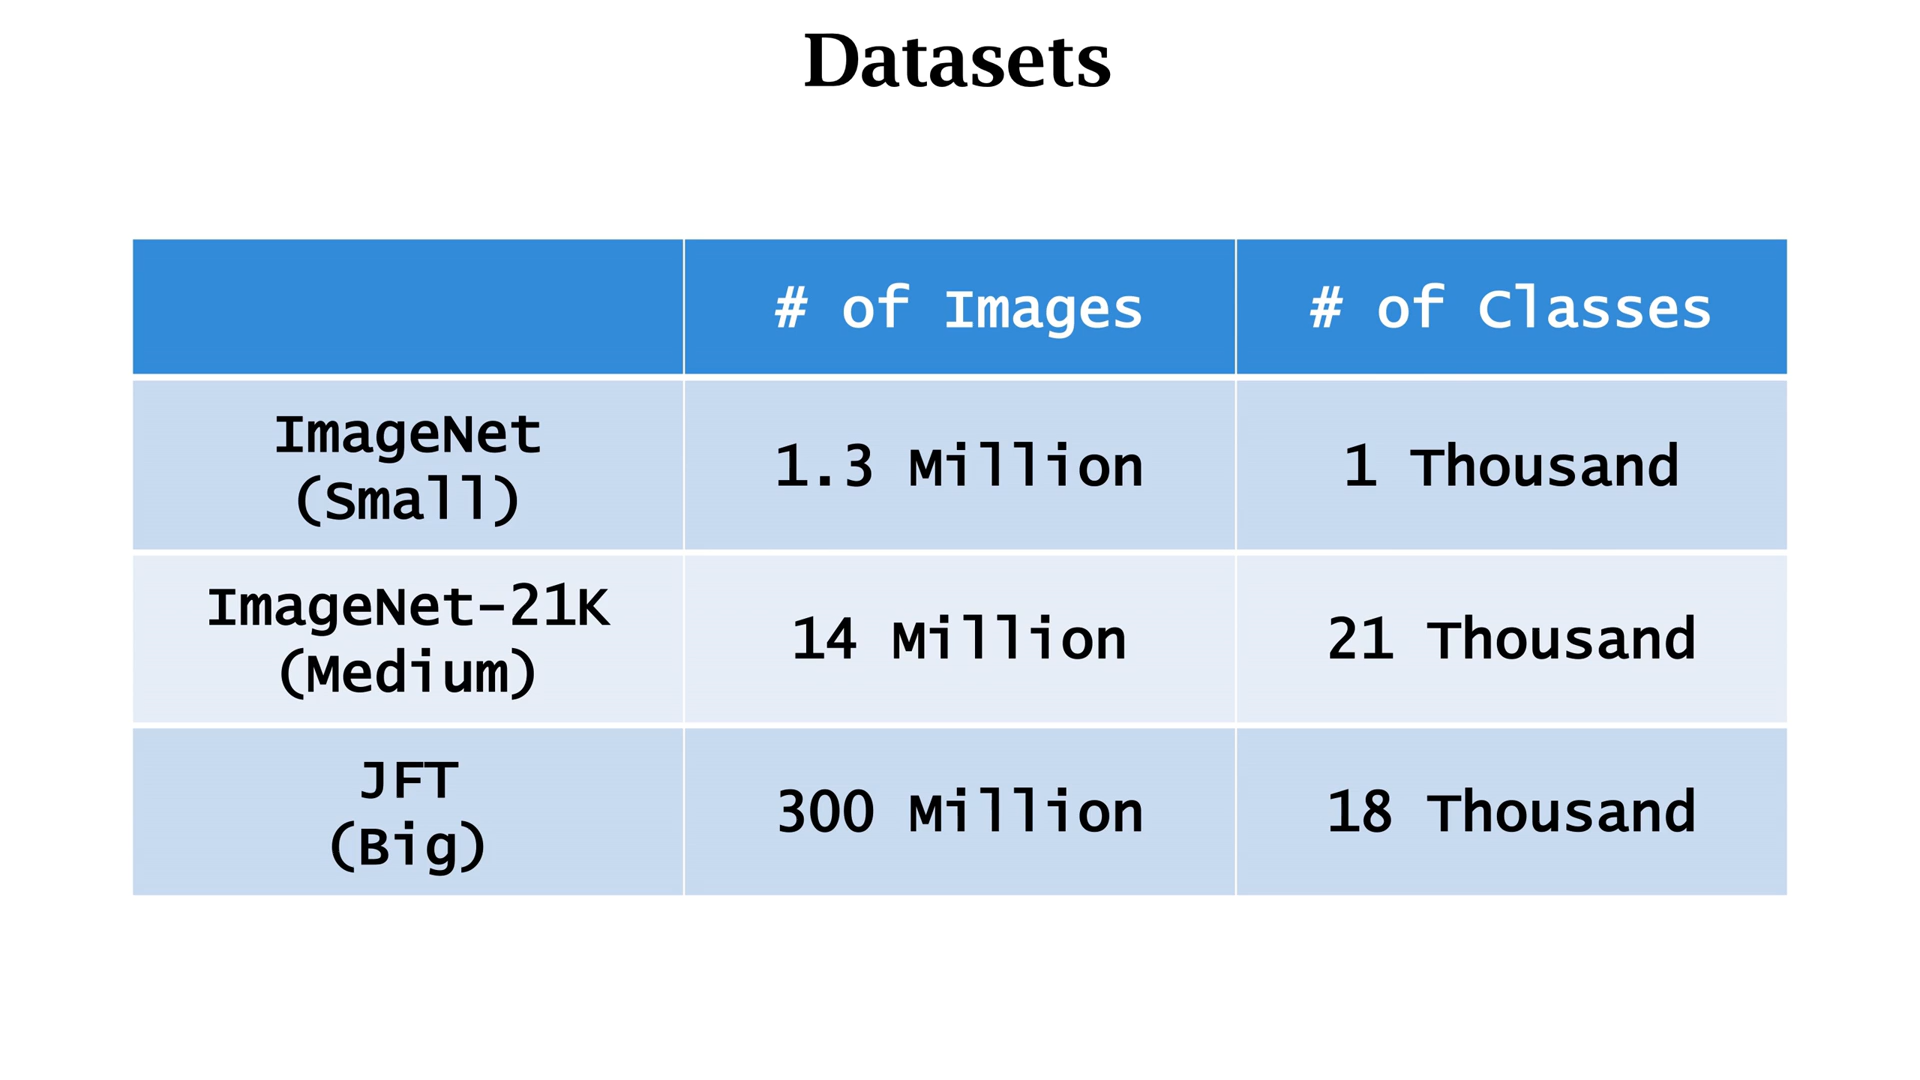 Datasets
# of Images
# of Classes
ImageNet
(Small)
1.3 Million
1 Thousand
ImageNet-21K
(Medium)
14 Million
21 Thousand
JFT
(Big)
300 Million
18 Thousand